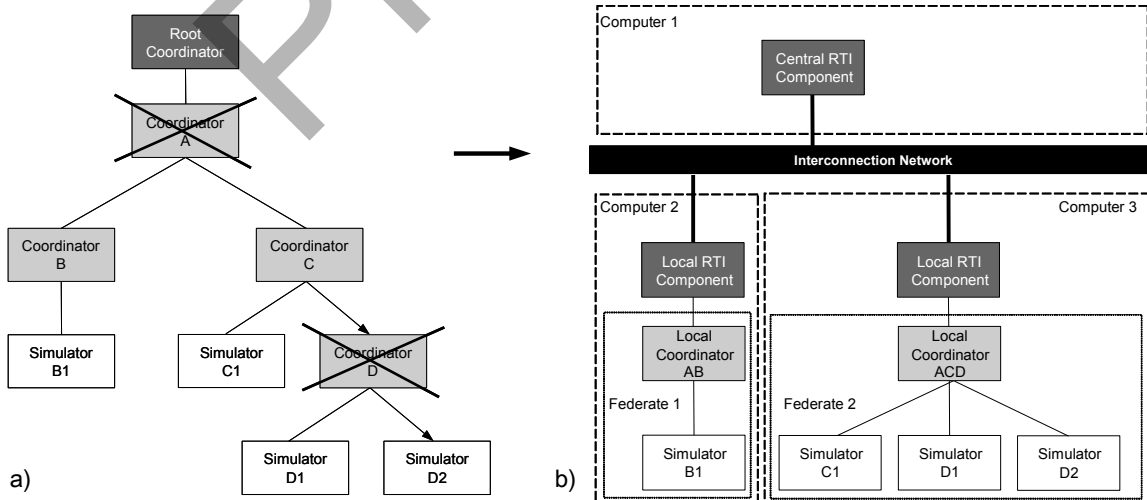 Root
Coordinator
Coordinator
A
Coordinator
B
Coordinator
C
Simulator
B1
Simulator
C1
Coordinator
D
Simulator
D1
Simulator
D2
a)
Computer 1
Central RTI
Component
Interconnection Network
Computer 2
Computer 3
Local RTI
Component
Local RTI
Component
Local
Coordinator
AB
Local
Coordinator
ACD
Federate 1
Federate 2
Simulator
B1
Simulator
C1
Simulator
D1
Simulator
D2
b)